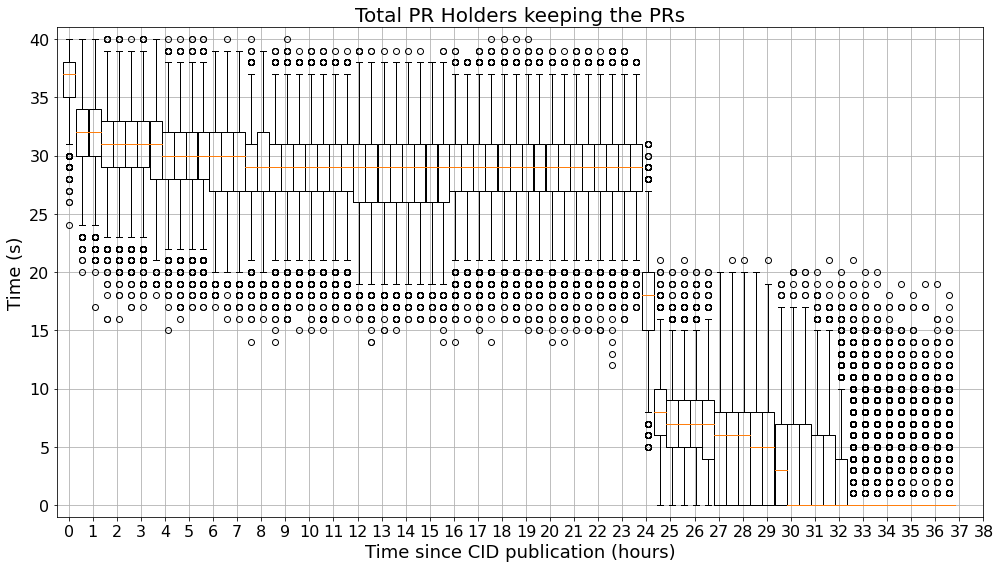 Total PR Holders keeping the PRs
Time (s)
40
35
30
25
20
15
10
5
0
0 1 2 3 4 5 6 7 8 9 10 11 12 13 14 15 16 17 18 19 20 21 22 23 24 25 26 27 28 29 30 31 32 33 34 35 36 37 38
Time since CID publication (hours)